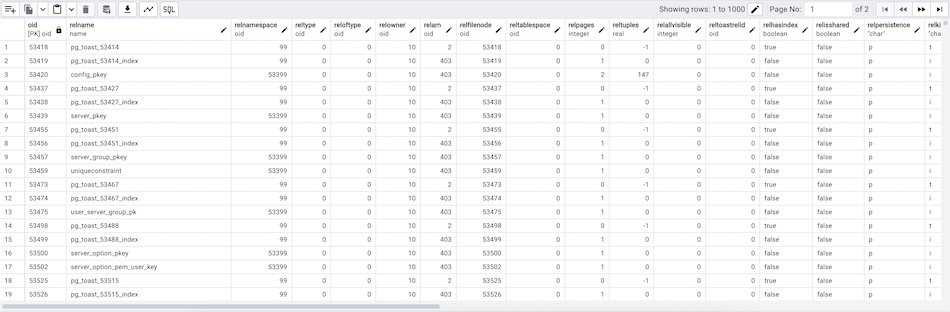 SQL Showing rows: 1 to 1000 Page No: 1 of 2
oid relname relnamespace reltype reloftype relowner relam relfilenode reltablespace relpages reltuples relallvisible reltoastrelid relhasindex relisshared relpersistence relki
[PK] oid name oid oid oid oid oid oid oid integer real integer oid boolean boolean "char" "cha
1 53418 pg_toast_53414 99 0 0 10 2 53418 0 0 -1 0 0 true false p t
2 53419 pg_toast_53414_index 99 0 0 10 403 53419 0 1 0 0 0 false false p i
3 53420 config_pkey 53399 0 0 10 403 53420 0 2 147 0 0 false false p i
4 53437 pg_toast_53427 99 0 0 10 2 53437 0 0 -1 0 0 true false p t
5 53438 pg_toast_53427_index 99 0 0 10 403 53438 0 1 0 0 0 false false p i
6 53439 server_pkey 53399 0 0 10 403 53439 0 1 0 0 0 false false p i
7 53455 pg_toast_53451 99 0 0 10 2 53455 0 0 -1 0 0 true false p t
8 53456 pg_toast_53451_index 99 0 0 10 403 53456 0 1 0 0 0 false false p i
9 53457 server_group_pkey 53399 0 0 10 403 53457 0 1 0 0 0 false false p i
10 53459 uniqueconstraint 53399 0 0 10 403 53459 0 1 0 0 0 false false p i
11 53473 pg_toast_53467 99 0 0 10 2 53473 0 0 -1 0 0 true false p t
12 53474 pg_toast_53467_index 99 0 0 10 403 53474 0 1 0 0 0 false false p i
13 53475 user_server_group_pk 53399 0 0 10 403 53475 0 1 0 0 0 false false p i
14 53498 pg_toast_53488 99 0 0 10 2 53498 0 0 -1 0 0 true false p t
15 53499 pg_toast_53488_index 99 0 0 10 403 53499 0 1 0 0 0 false false p i
16 53500 server_option_pkey 53399 0 0 10 403 53500 0 1 0 0 0 false false p i
17 53502 server_option_pem_user_key 53399 0 0 10 403 53502 0 1 0 0 0 false false p i
18 53525 pg_toast_53515 99 0 0 10 2 53525 0 0 -1 0 0 true false p t
19 53526 pg_toast_53515_index 99 0 0 10 403 53526 0 1 0 0 0 false false p i